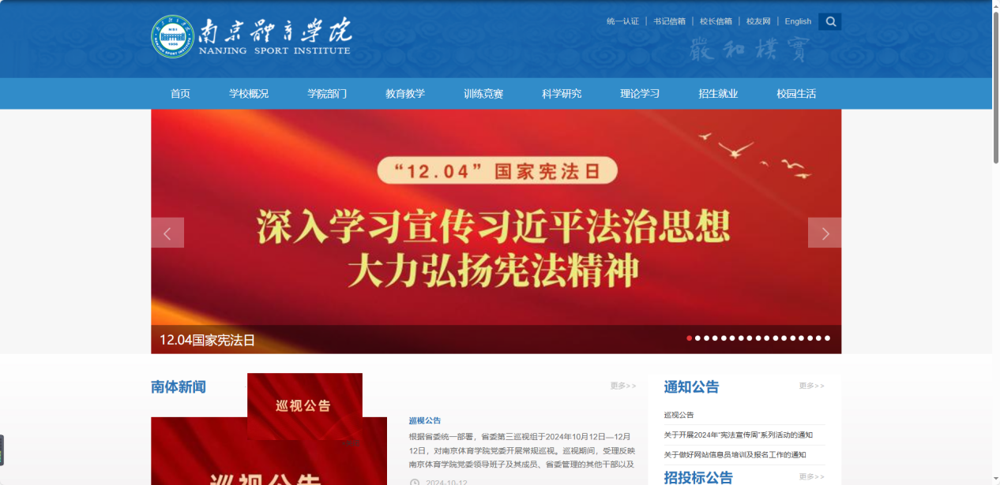 南京体育学院
NANJING SPORT INSTITUTE
统一认证 | 书记信箱 | 校长信箱 | 校友网 | English
嚴和樸實
首页 学校概况 学院部门 教育教学 训练竞赛 科学研究 理论学习 招生就业 校园生活
“12.04”国家宪法日
深入学习宣传习近平法治思想
大力弘扬宪法精神
12.04国家宪法日
南体新闻
更多>>
巡视公告
巡视公告
巡视公告
根据省委统一部署，省委第三巡视组于2024年10月12日—12月
12日，对南京体育学院党委开展常规巡视。巡视期间，受理反映
南京体育学院党委领导班子及其成员、省委管理的其他干部以及
2024-10-12
通知公告
更多>>
巡视公告
关于开展2024年“宪法宣传周”系列活动的通知
关于做好网站信息员培训及报名工作的通知
招投标公告
更多>>